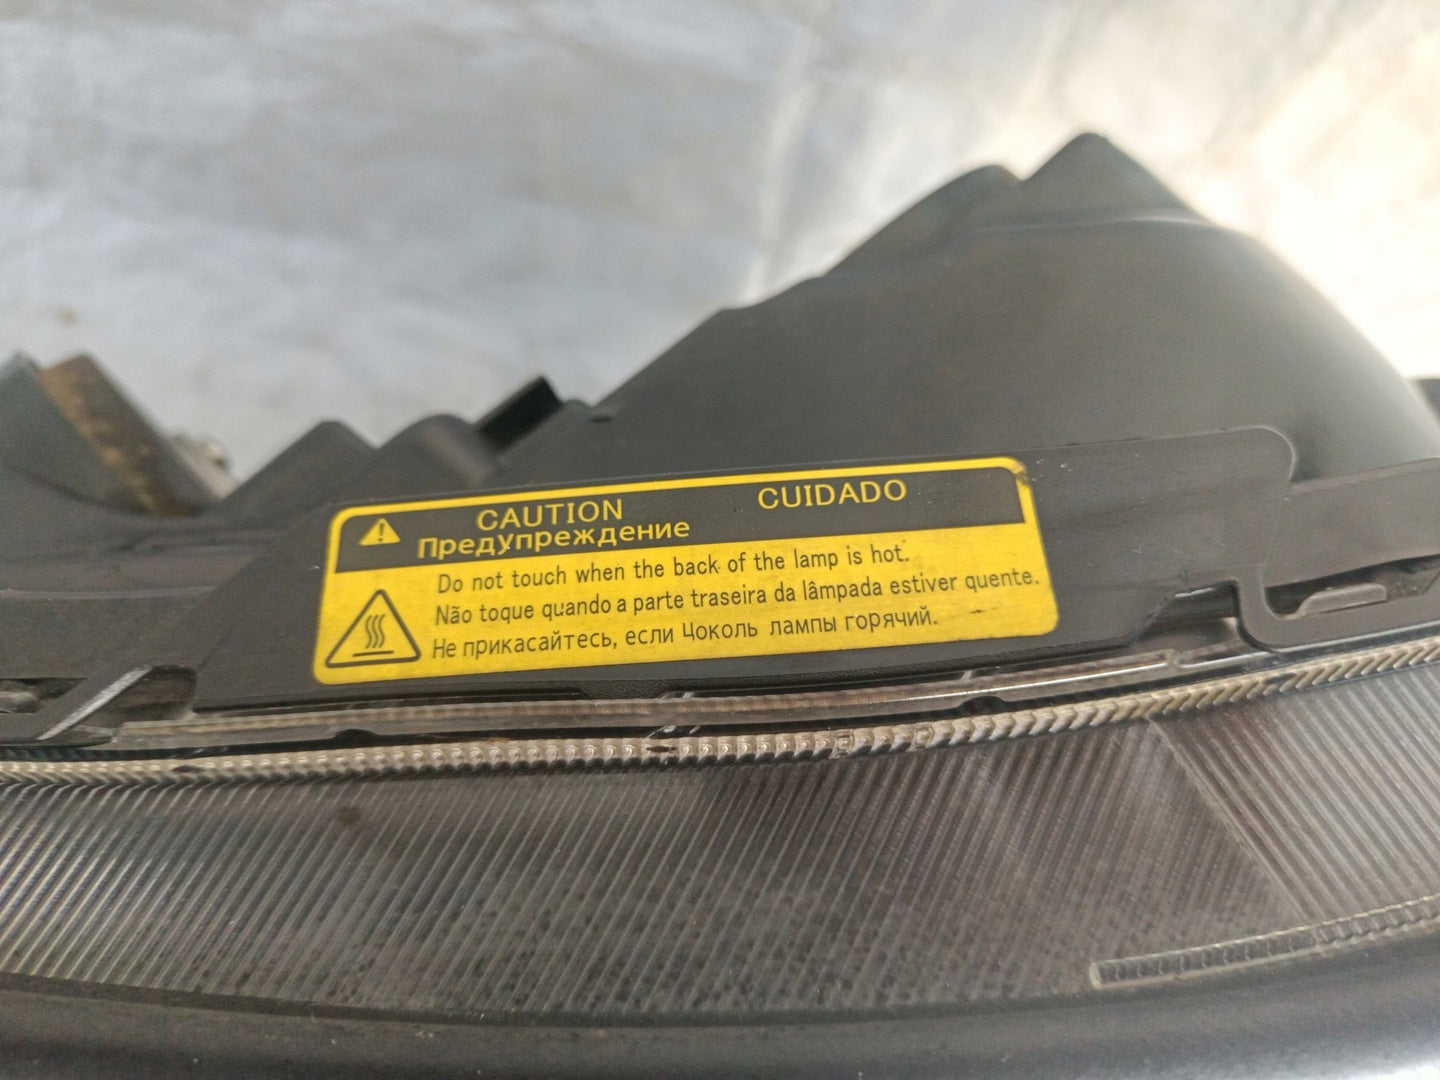 CAUTION CUIDADO
Предупреждение
Do not touch when the back of the lamp is hot.
Não toque quando a parte traseira da lâmpada estiver quente.
Не прикасайтесь, если Цоколь лампы горячий.